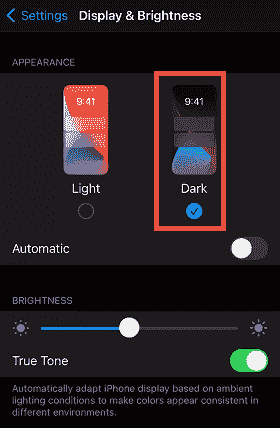 Settings Display & Brightness
APPEARANCE
9:41 9:41
Light Dark
Automatic
BRIGHTNESS
True Tone
Automatically adapt iPhone display based on ambient
lighting conditions to make colors appear consistent in
different environments.